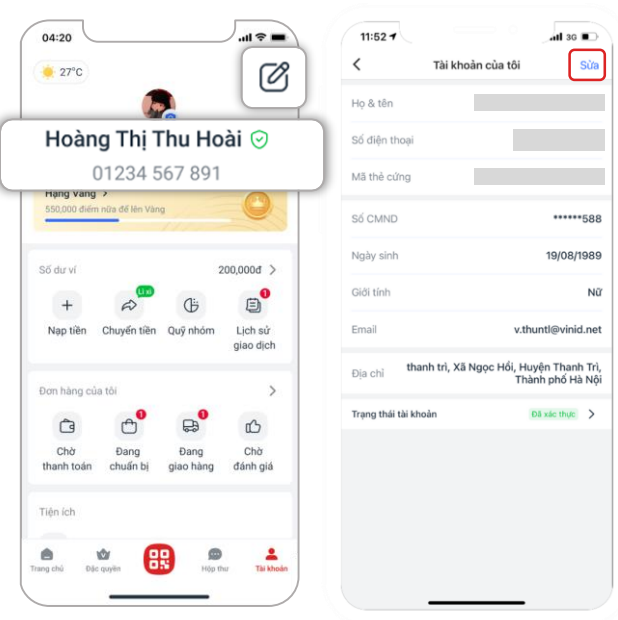 04:20
27°C
Hoàng Thị Thu Hoài
01234 567 891
Hạng Vàng >
550,000 điểm nữa để lên Vàng
Số dư ví 200,000đ >
Lì xì
1
Nạp tiền Chuyển tiền Quỹ nhóm Lịch sử
giao dịch
Đơn hàng của tôi >
1 1
Chờ Đang Đang Chờ
thanh toán chuẩn bị giao hàng đánh giá
Tiện ích
Trang chủ Đặc quyền Hộp thư Tài khoản
11:52 3G
Tài khoản của tôi Sửa
Họ & tên
Số điện thoại
Mã thẻ cứng
Số CMND ******588
Ngày sinh 19/08/1989
Giới tính Nữ
Email v.thuntl@vinid.net
Địa chỉ thanh trì, Xã Ngọc Hồi, Huyện Thanh Trì,
Thành phố Hà Nội
Trạng thái tài khoản Đã xác thực >